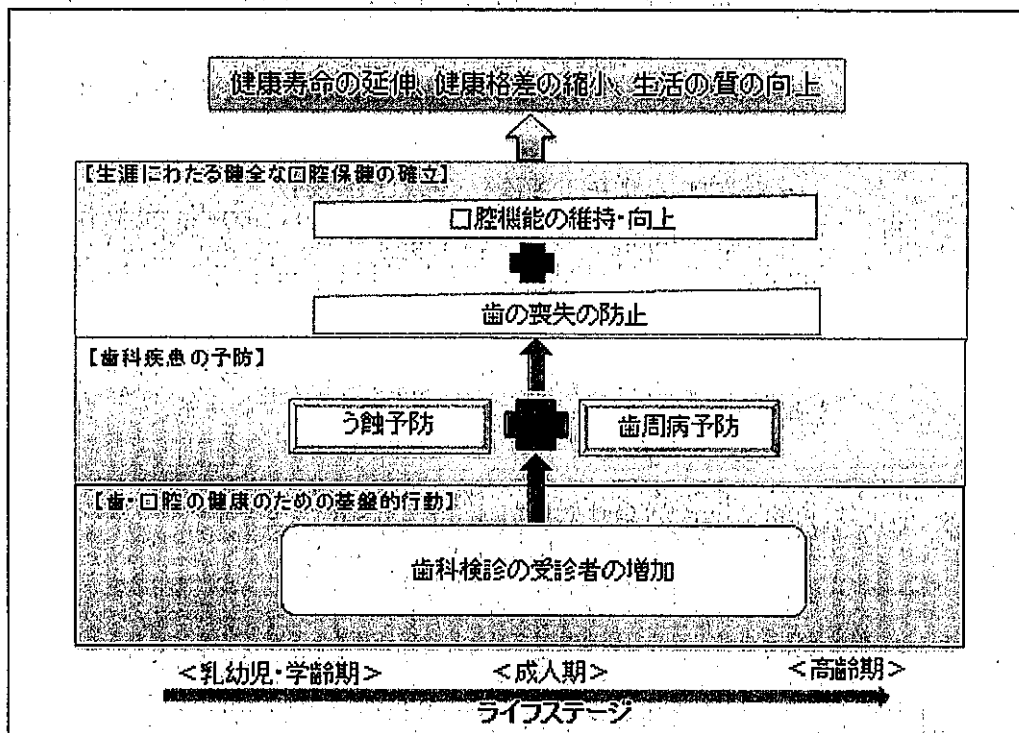 健康寿命の延伸、健康格差の縮小、生活の質の向上
【生涯にわたる健全な口腔保健の確立】
口腔機能の維持・向上
歯の喪失の防止
【歯科疾患の予防】
う蝕予防
歯周病予防
【歯・口腔の健康のための基盤的行動】
歯科検診の受診者の増加
<乳幼児・学齢期>
<成人期>
<高齢期>
ライフステージ